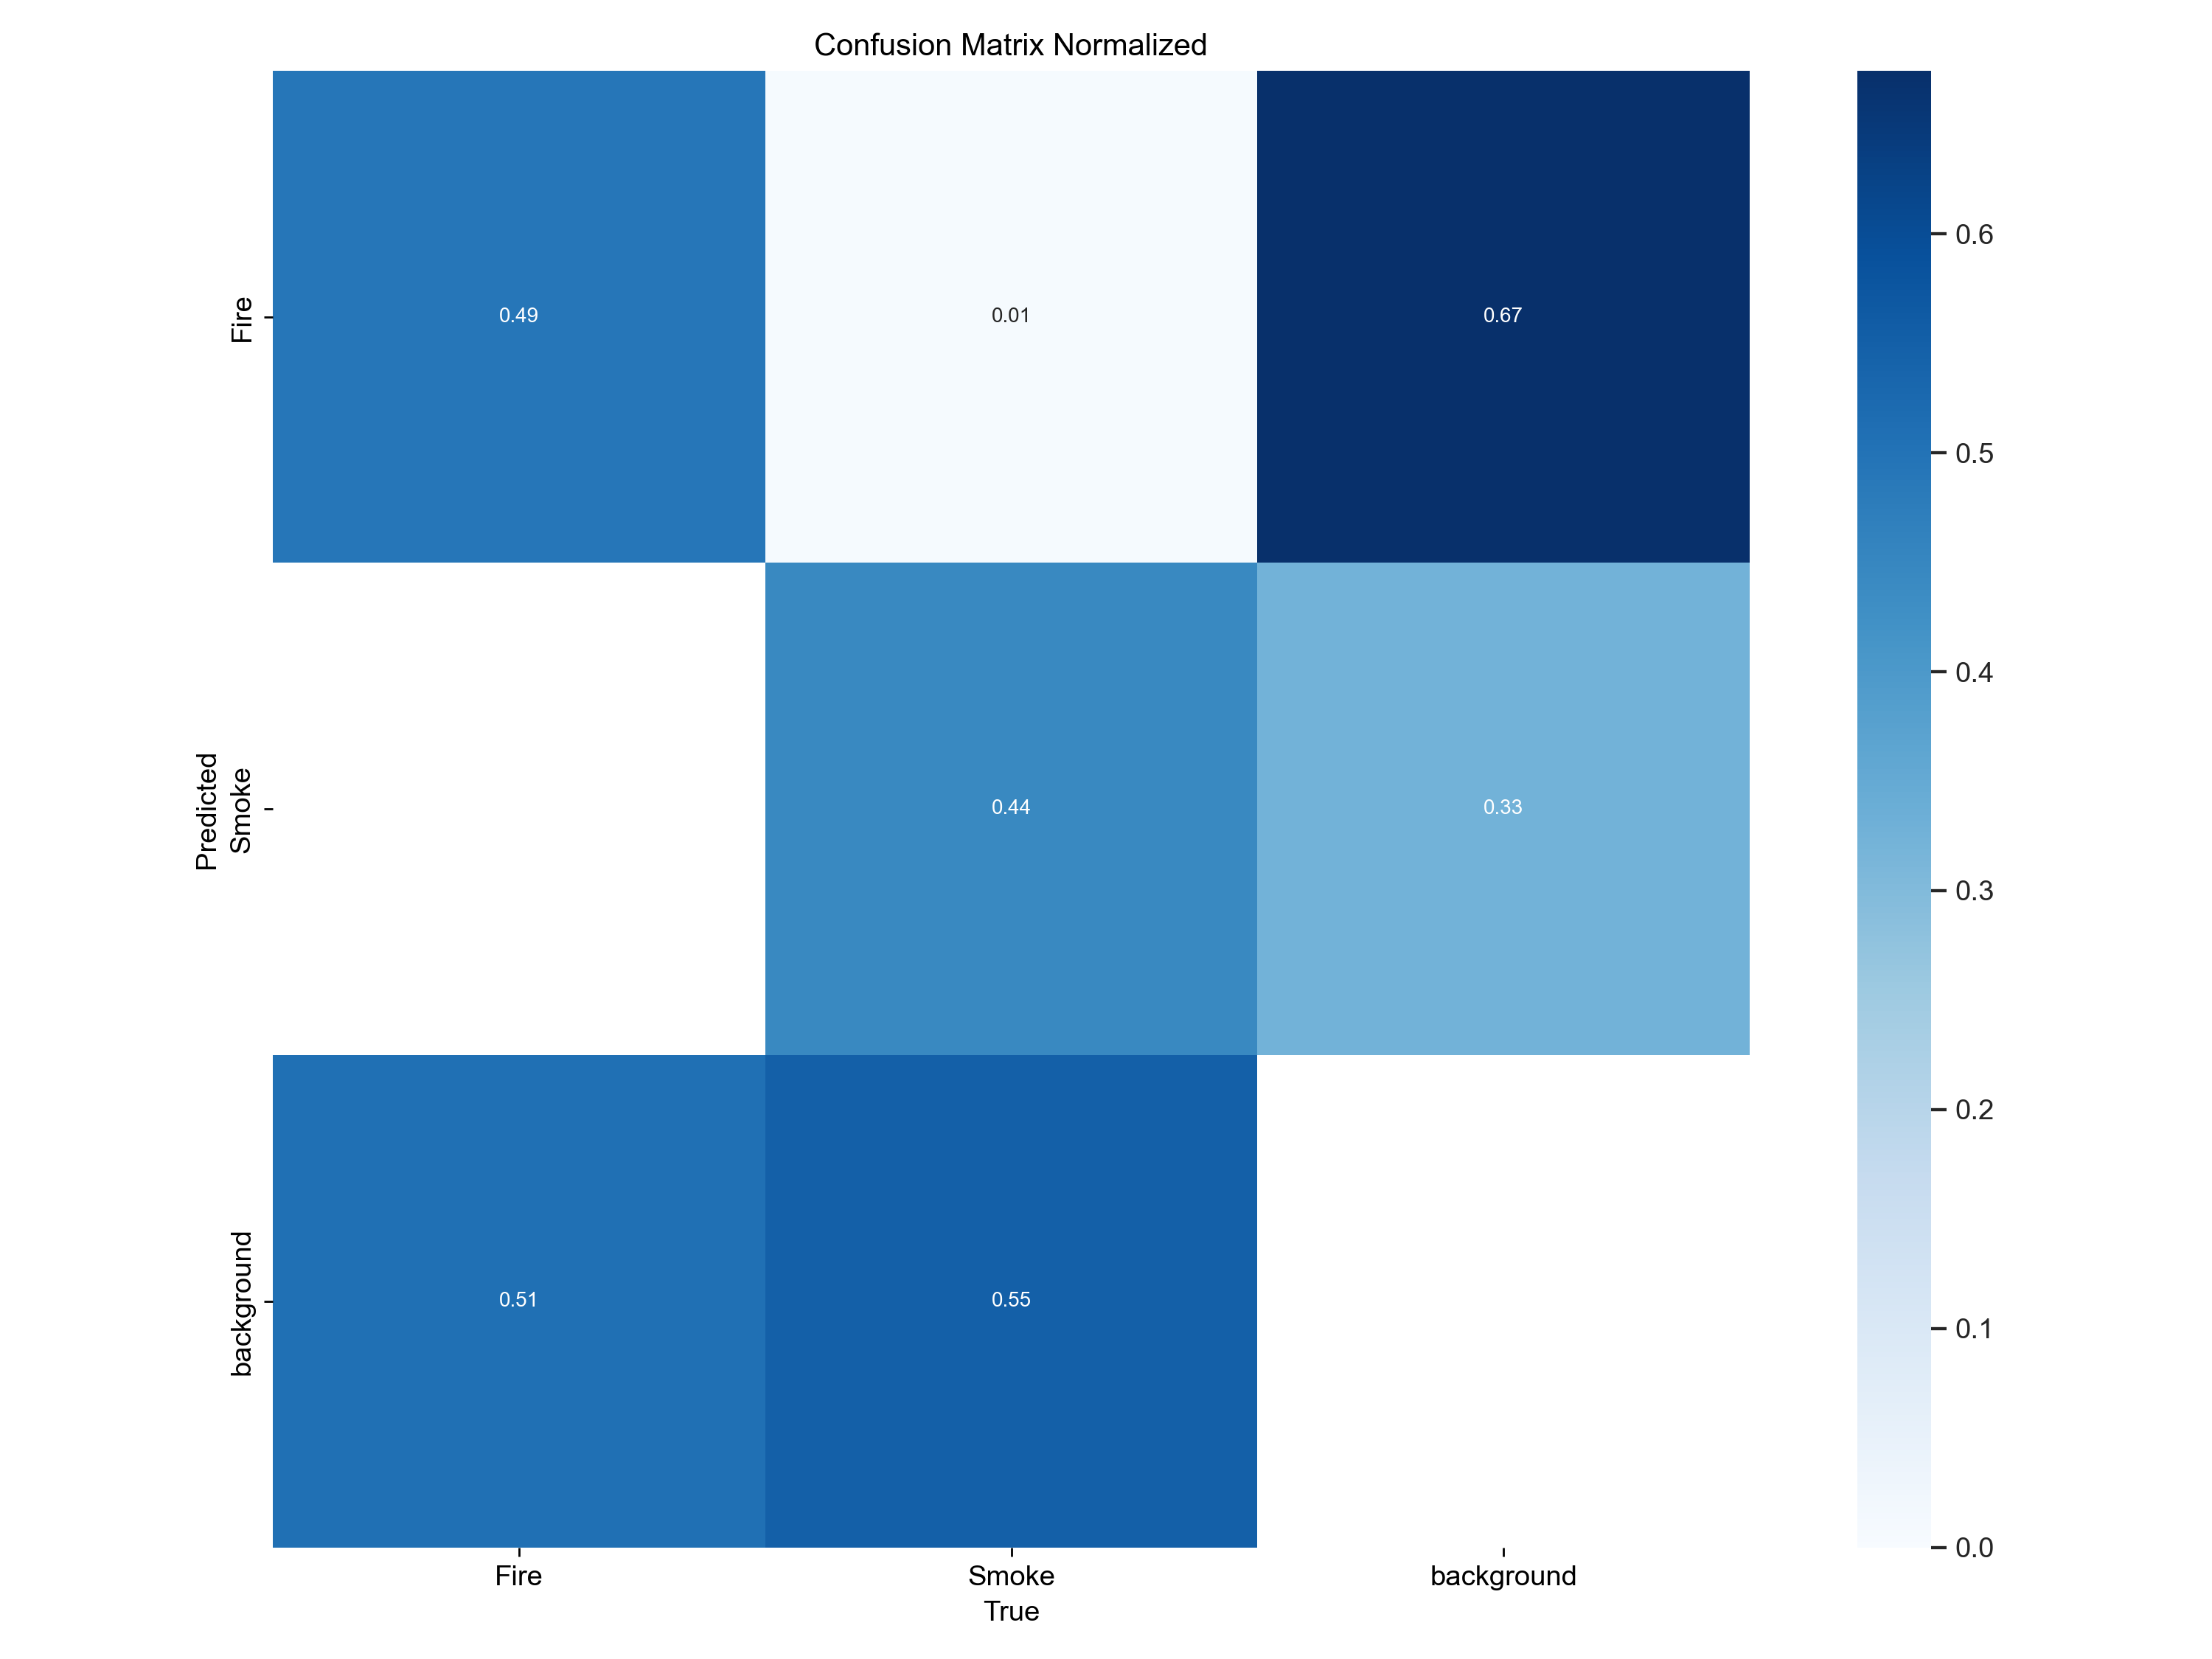 Confusion Matrix Normalized
Fire
0.49
0.01
0.67
Predicted
Smoke
0.44
0.33
background
0.51
0.55
Fire
Smoke
background
True
0.6
0.5
0.4
0.3
0.2
0.1
0.0